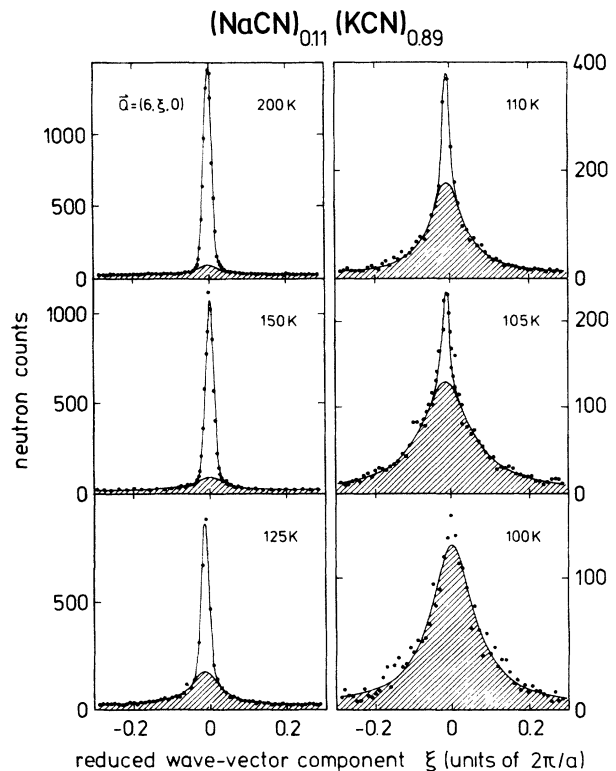 (NaCN)0.11 (KCN)0.89
Q⃗=(6,ξ,0) 200 K
1000
500
0
110 K
400
200
0
150 K
1000
500
0
105 K
200
100
0
125 K
500
0
100 K
100
0
-0.2 0 0.2
-0.2 0 0.2
neutron counts
reduced wave-vector component ξ (units of 2π/a)